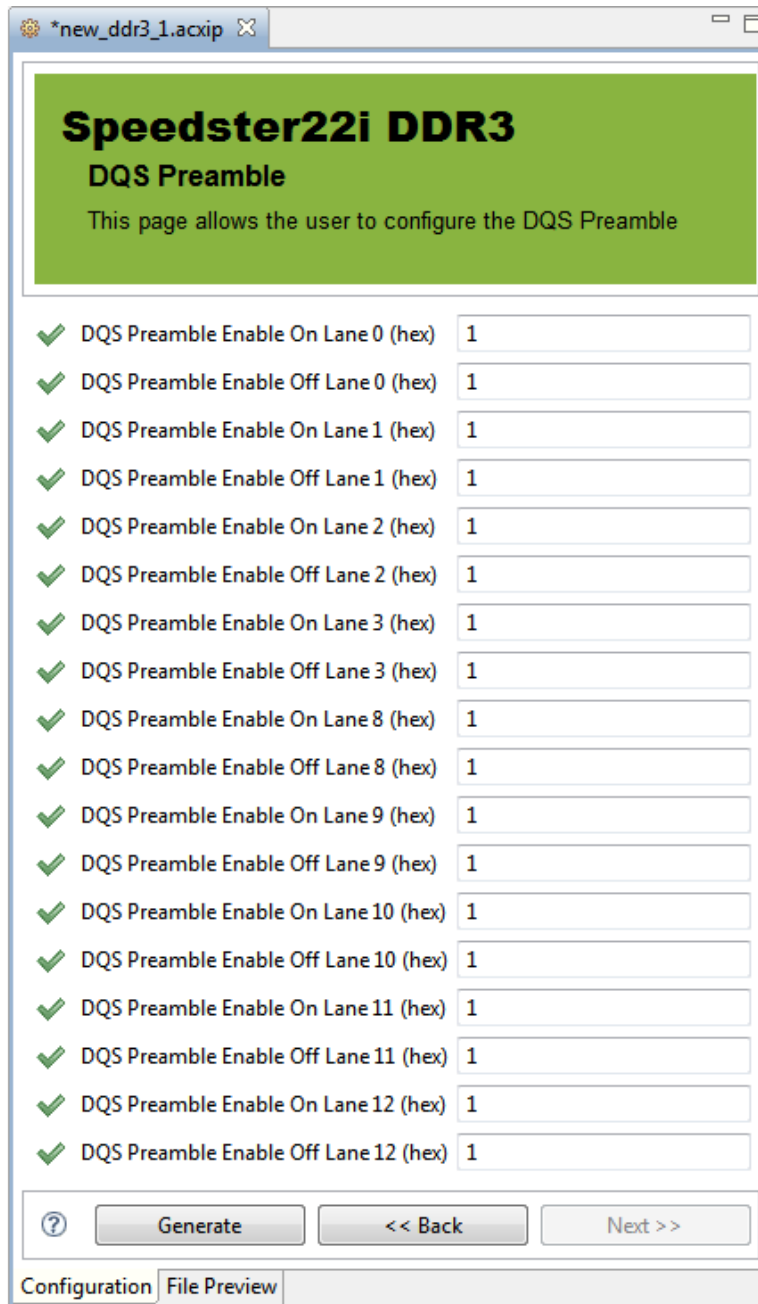 *new_ddr3_1.acxip
Speedster22i DDR3
DQS Preamble
This page allows the user to configure the DQS Preamble
DQS Preamble Enable On Lane 0 (hex) 1
DQS Preamble Enable Off Lane 0 (hex) 1
DQS Preamble Enable On Lane 1 (hex) 1
DQS Preamble Enable Off Lane 1 (hex) 1
DQS Preamble Enable On Lane 2 (hex) 1
DQS Preamble Enable Off Lane 2 (hex) 1
DQS Preamble Enable On Lane 3 (hex) 1
DQS Preamble Enable Off Lane 3 (hex) 1
DQS Preamble Enable On Lane 8 (hex) 1
DQS Preamble Enable Off Lane 8 (hex) 1
DQS Preamble Enable On Lane 9 (hex) 1
DQS Preamble Enable Off Lane 9 (hex) 1
DQS Preamble Enable On Lane 10 (hex) 1
DQS Preamble Enable Off Lane 10 (hex) 1
DQS Preamble Enable On Lane 11 (hex) 1
DQS Preamble Enable Off Lane 11 (hex) 1
DQS Preamble Enable On Lane 12 (hex) 1
DQS Preamble Enable Off Lane 12 (hex) 1
? Generate << Back Next >>
Configuration File Preview